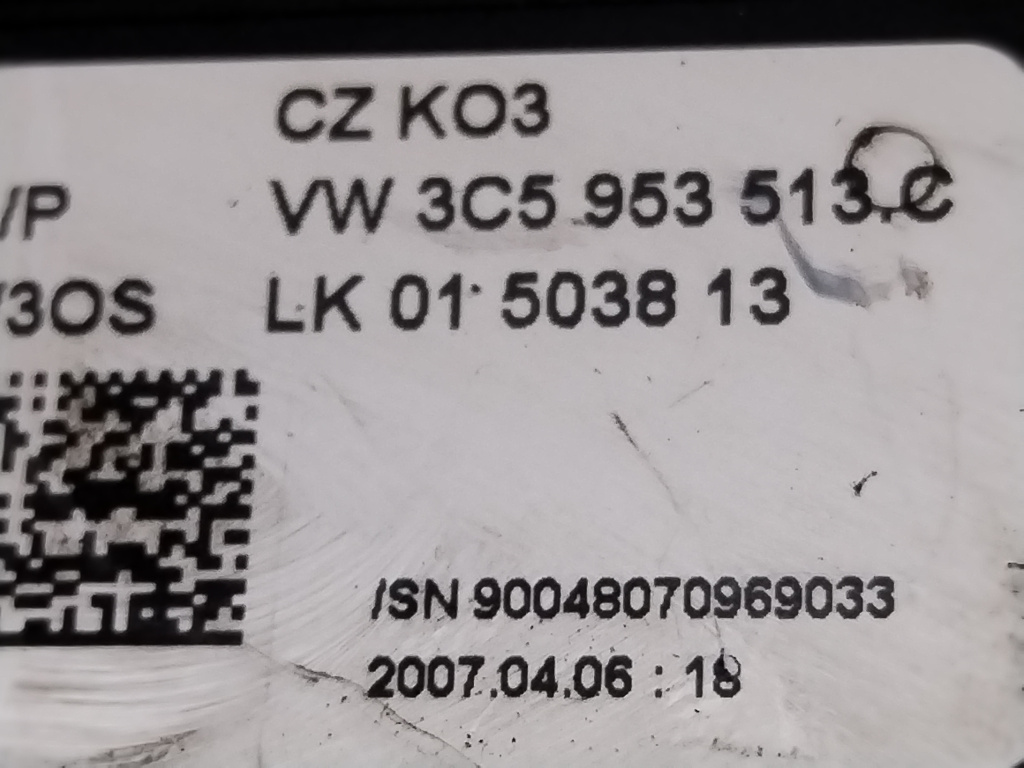 CZ KO3
/P VW 3C5 953 513 C
/3OS LK 01 5038 13
/SN 90048070969033
2007.04.06 : 18